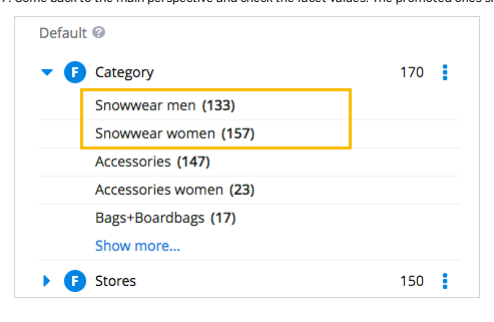 7. Come back to the main perspective and check the facet values. The promoted ones s
Default ?
F Category 170
Snowwear men (133)
Snowwear women (157)
Accessories (147)
Accessories women (23)
Bags+Boardbags (17)
Show more...
F Stores 150